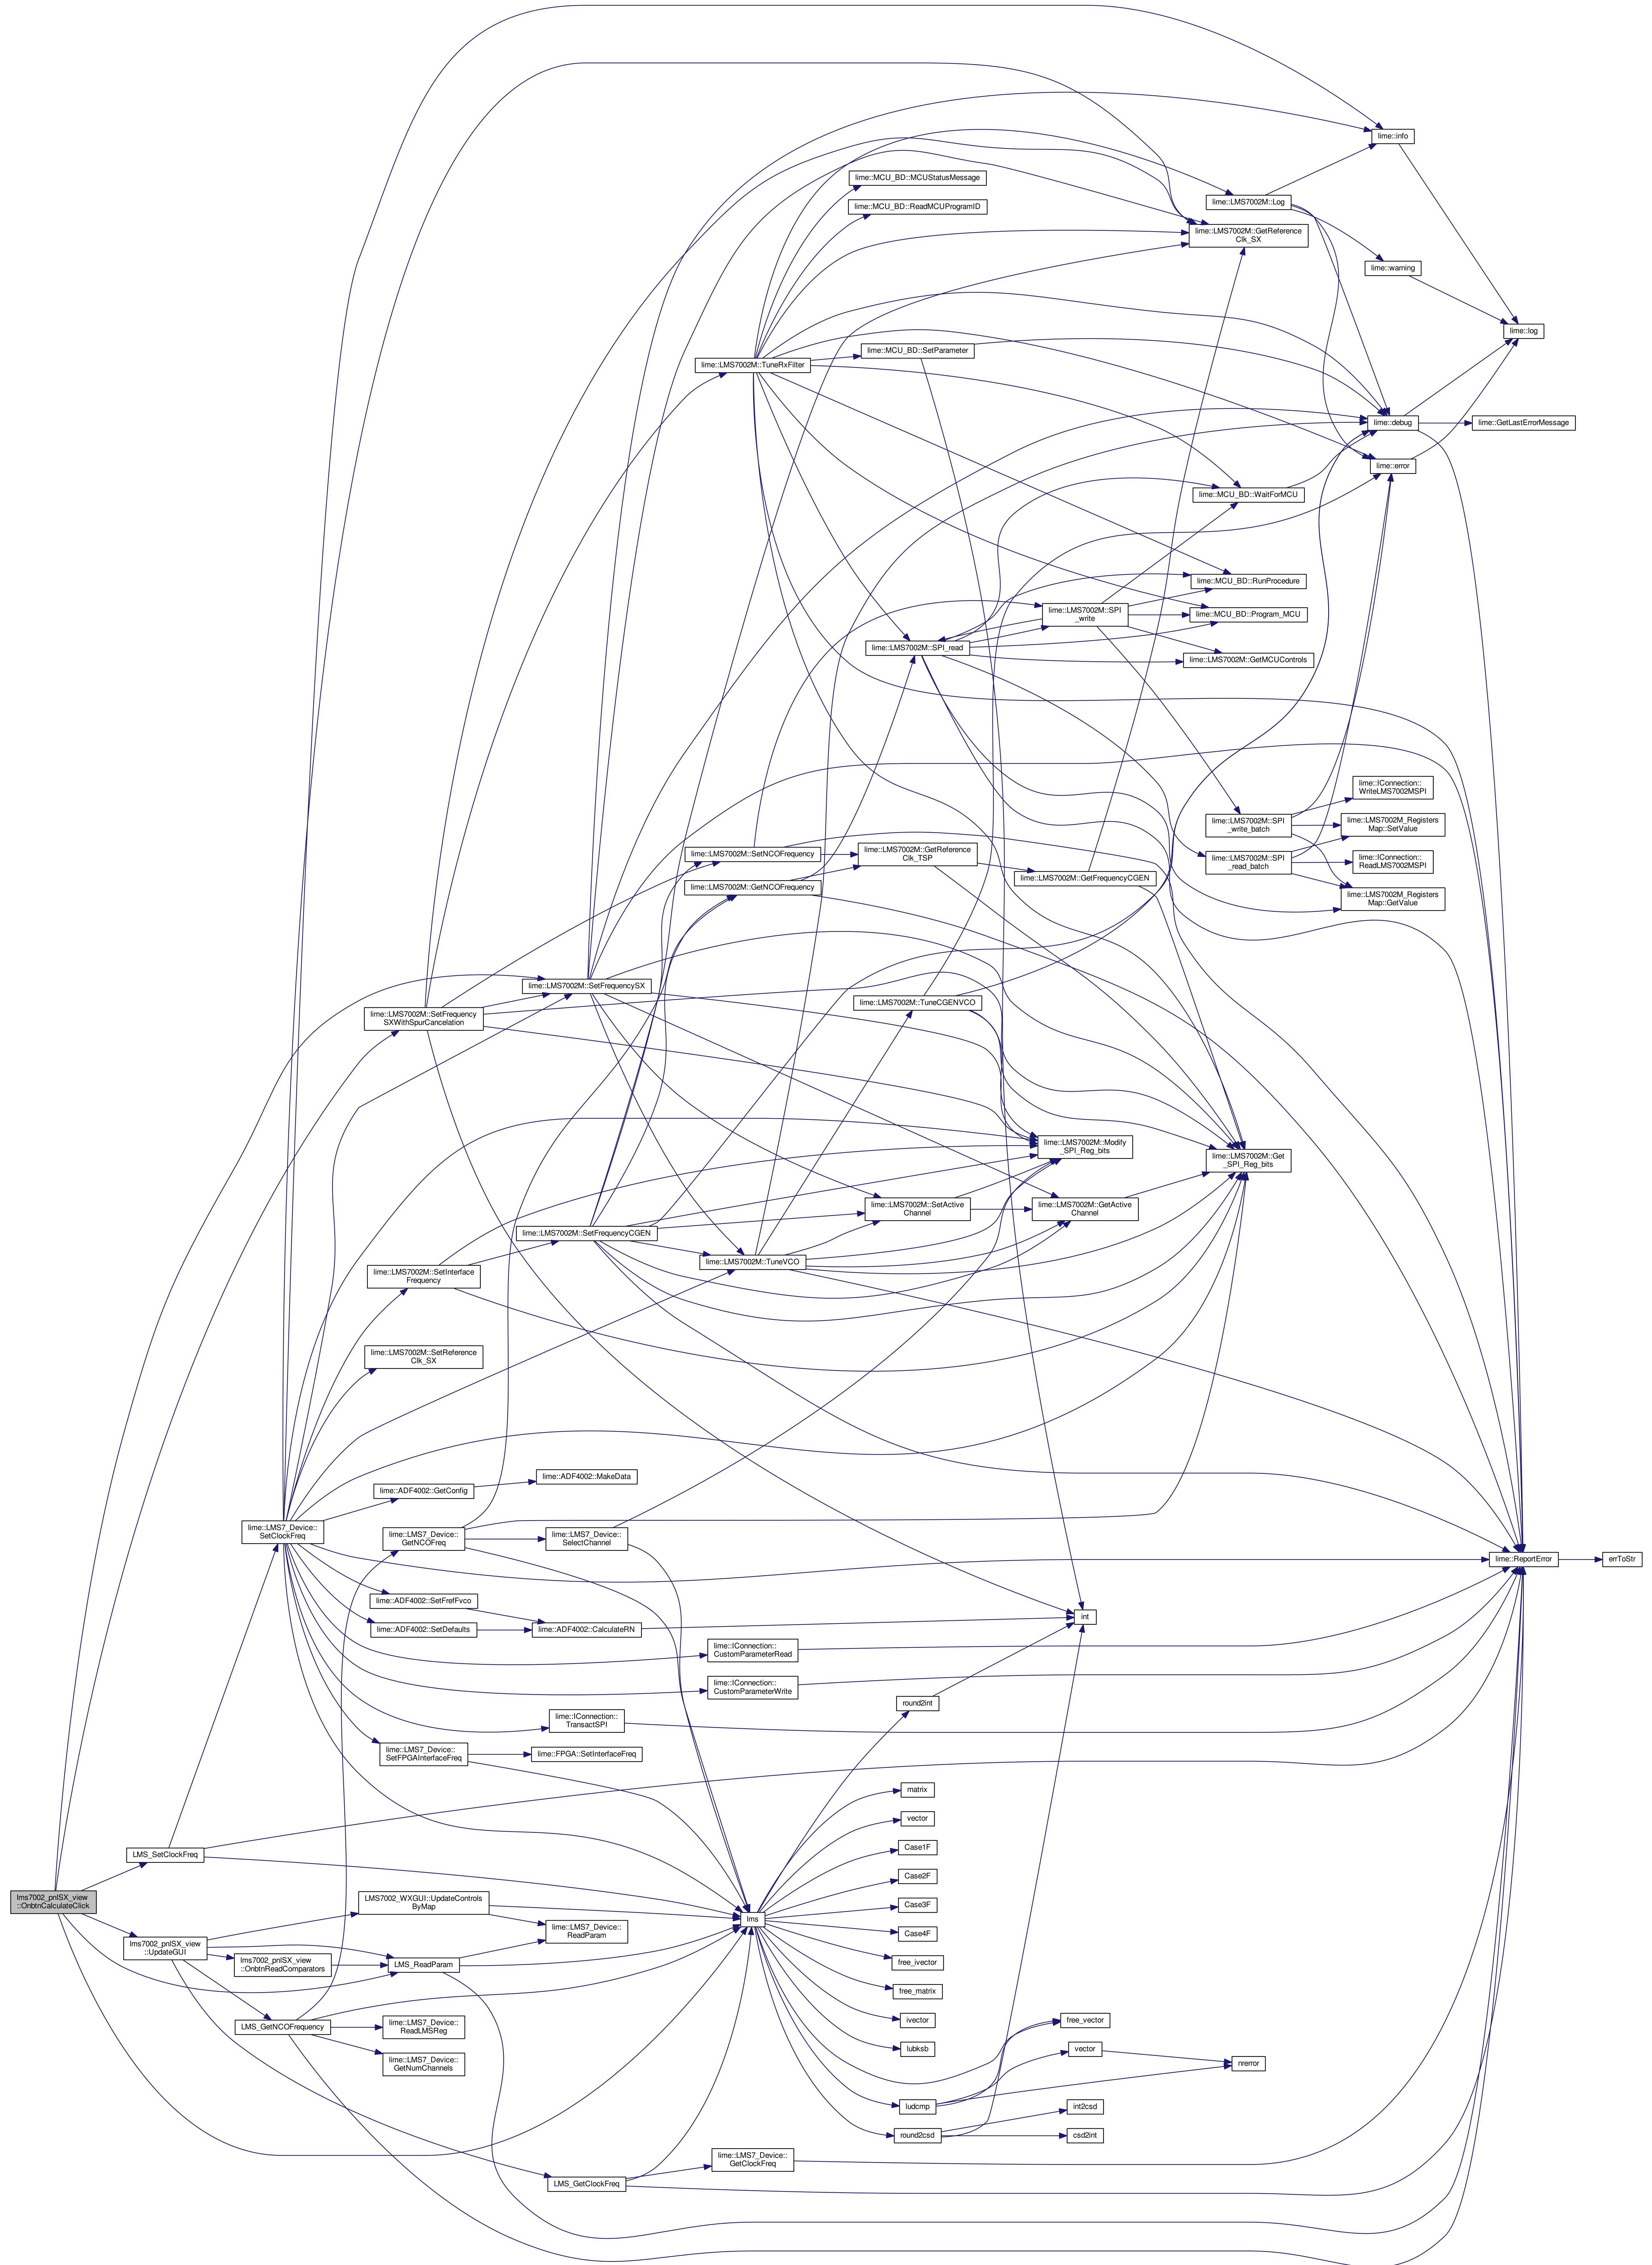 lime::info
lime::MCU_BD::MCUStatusMessage
lime::LMS7002M::Log
lime::MCU_BD::ReadMCUProgramID
lime::LMS7002M::GetReference
Clk_SX
lime::warning
lime::log
lime::MCU_BD::SetParameter
lime::LMS7002M::TuneRxFilter
lime::debug
lime::GetLastErrorMessage
lime::error
lime::MCU_BD::WaitForMCU
lime::MCU_BD::RunProcedure
lime::LMS7002M::SPI
_write
lime::MCU_BD::Program_MCU
lime::LMS7002M::SPI_read
lime::LMS7002M::GetMCUControls
lime::IConnection::
WriteLMS7002MSPI
lime::LMS7002M::SPI
_write_batch
lime::LMS7002M_Registers
Map::SetValue
lime::LMS7002M::SetNCOFrequency
lime::LMS7002M::GetReference
Clk_TSP
lime::LMS7002M::SPI
_read_batch
lime::IConnection::
ReadLMS7002MSPI
lime::LMS7002M::GetFrequencyCGEN
lime::LMS7002M::GetNCOFrequency
lime::LMS7002M_Registers
Map::GetValue
lime::LMS7002M::SetFrequencySX
lime::LMS7002M::TuneCGENVCO
lime::LMS7002M::SetFrequency
SXWithSpurCancelation
lime::LMS7002M::Modify
_SPI_Reg_bits
lime::LMS7002M::Get
_SPI_Reg_bits
lime::LMS7002M::SetActive
Channel
lime::LMS7002M::GetActive
Channel
lime::LMS7002M::SetFrequencyCGEN
lime::LMS7002M::TuneVCO
lime::LMS7002M::SetInterface
Frequency
lime::LMS7002M::SetReference
Clk_SX
lime::ADF4002::MakeData
lime::ADF4002::GetConfig
lime::LMS7_Device::
SetClockFreq
lime::LMS7_Device::
GetNCOFreq
lime::LMS7_Device::
SelectChannel
lime::ReportError
errToStr
lime::ADF4002::SetFrefFvco
int
lime::ADF4002::SetDefaults
lime::ADF4002::CalculateRN
lime::IConnection::
CustomParameterRead
lime::IConnection::
CustomParameterWrite
round2int
lime::IConnection::
TransactSPI
lime::LMS7_Device::
SetFPGAInterfaceFreq
lime::FPGA::SetInterfaceFreq
matrix
vector
Case1F
LMS_SetClockFreq
Case2F
lms7002_pnlSX_view
::OnbtnCalculateClick
LMS7002_WXGUI::UpdateControls
ByMap
Case3F
lms
lime::LMS7_Device::
ReadParam
Case4F
lms7002_pnlSX_view
::UpdateGUI
free_ivector
lms7002_pnlSX_view
::OnbtnReadComparators
LMS_ReadParam
free_matrix
LMS_GetNCOFrequency
lime::LMS7_Device::
ReadLMSReg
ivector
free_vector
lubksb
vector
lime::LMS7_Device::
GetNumChannels
nrerror
ludcmp
int2csd
round2csd
csd2int
lime::LMS7_Device::
GetClockFreq
LMS_GetClockFreq